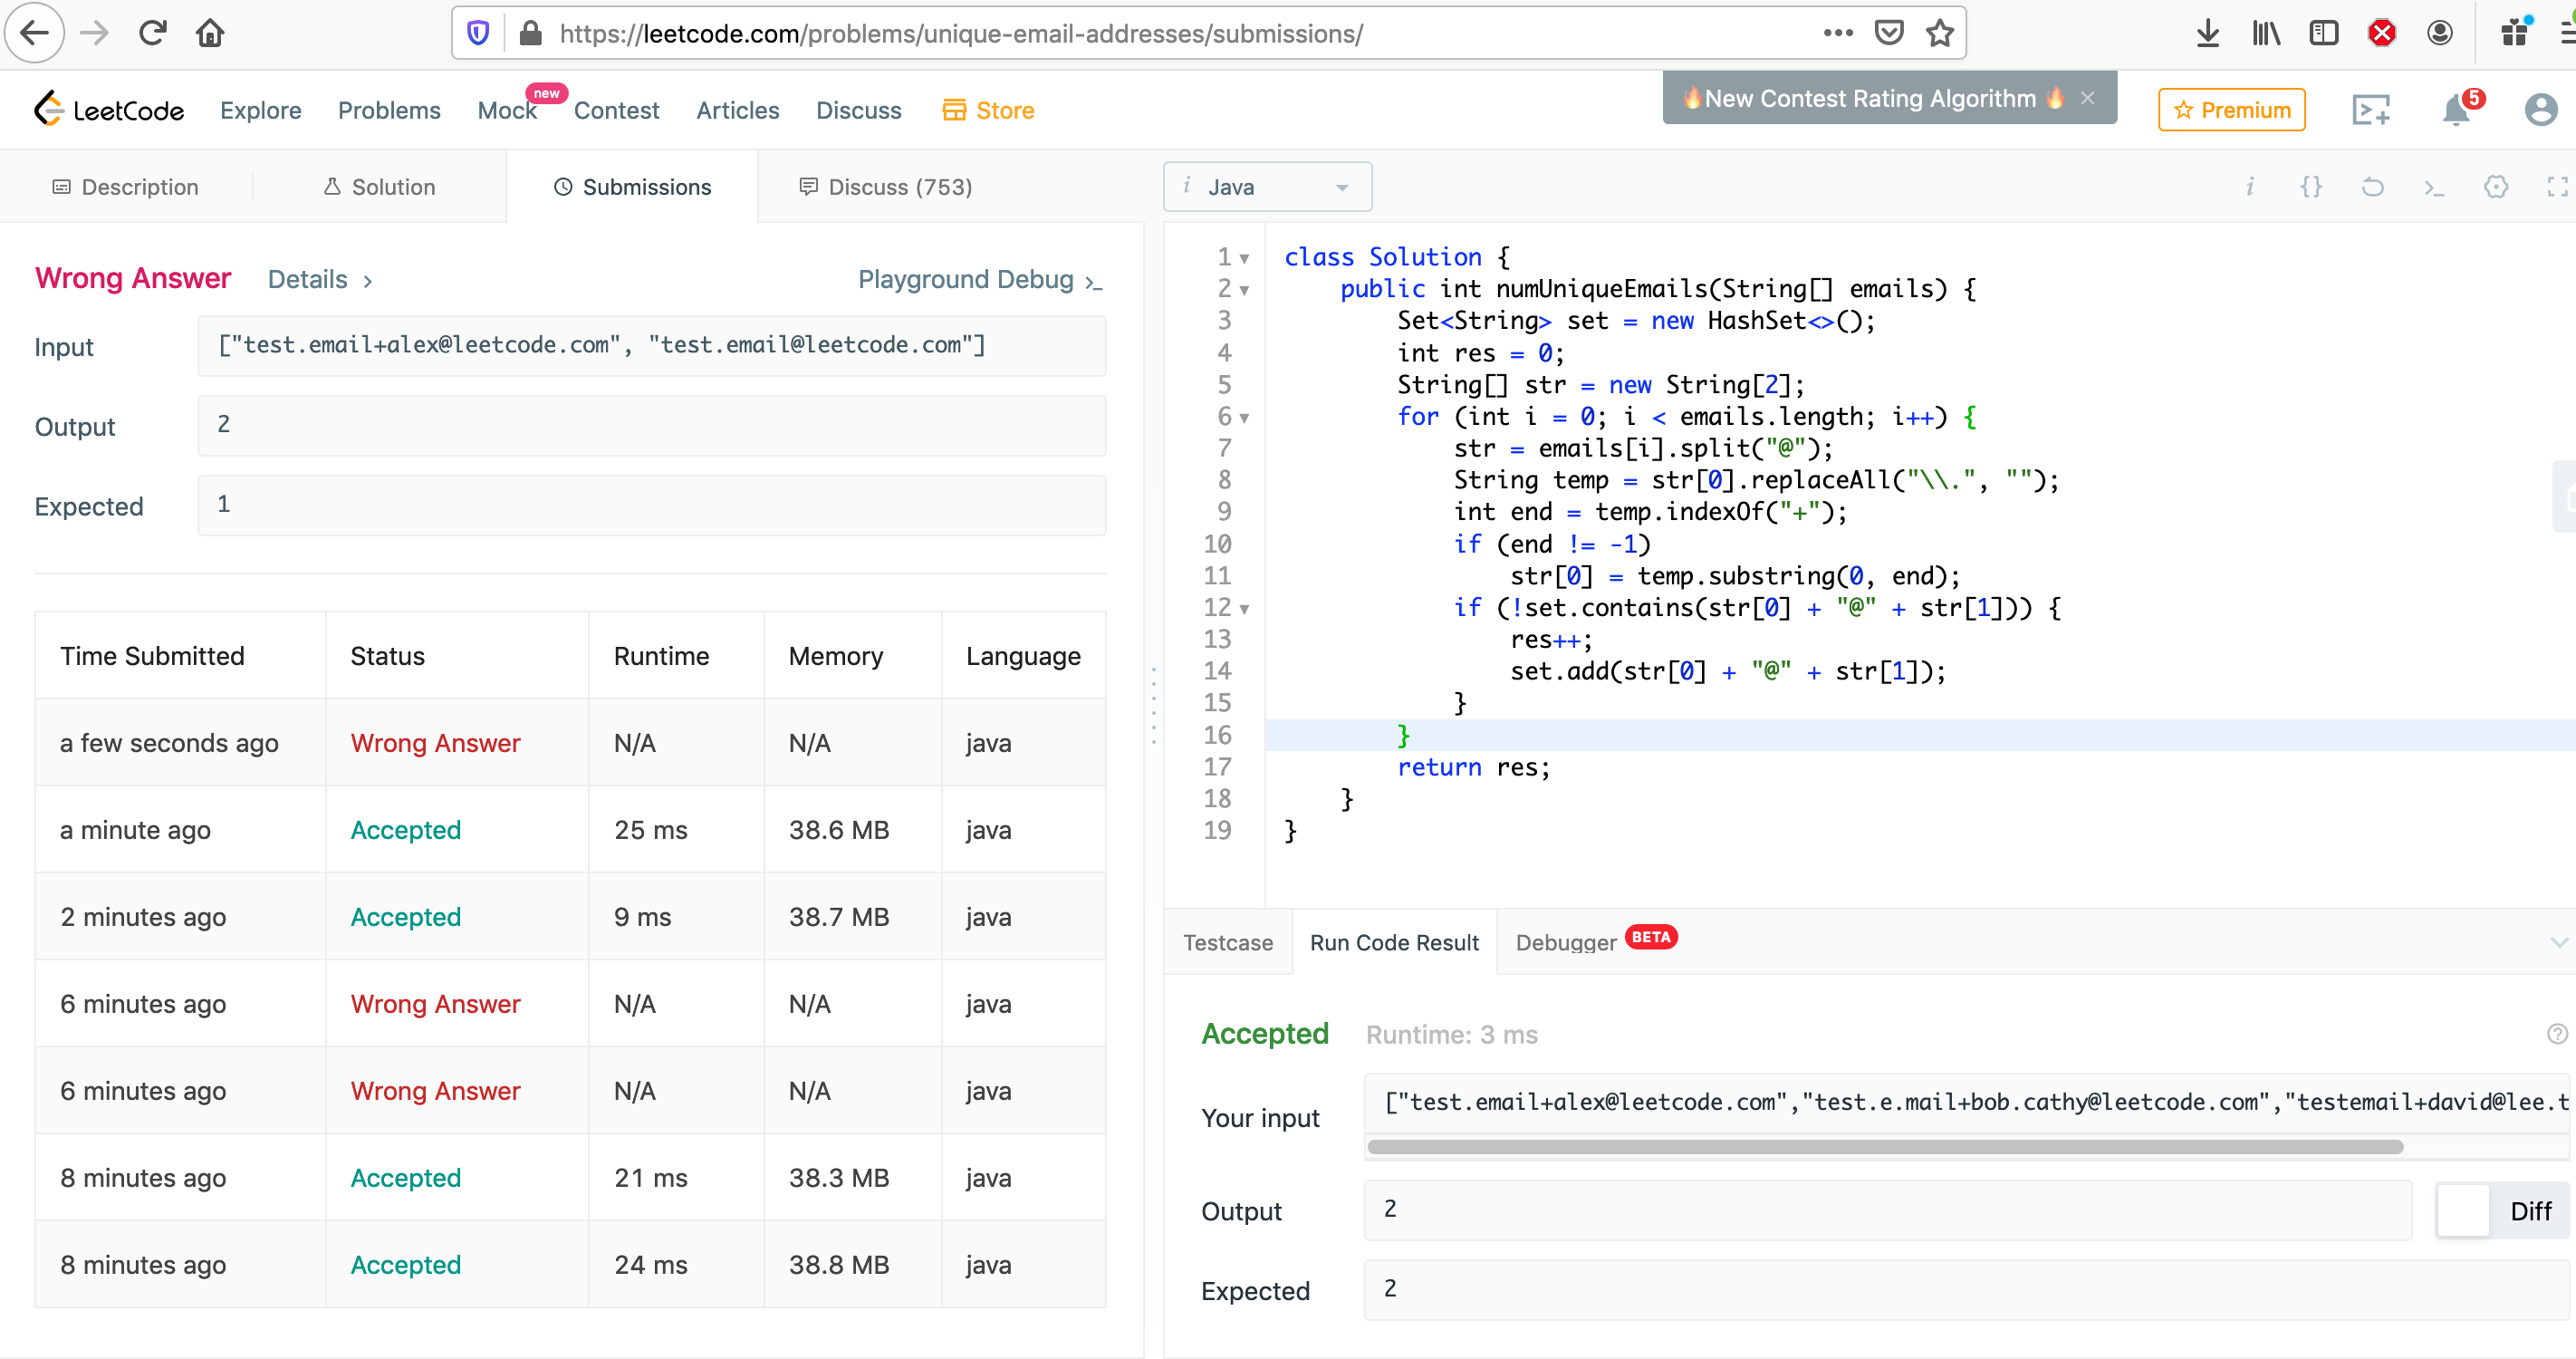 https://leetcode.com/problems/unique-email-addresses/submissions/
LeetCode Explore Problems Mock new Contest Articles Discuss Store
🔥New Contest Rating Algorithm 🔥 ×
Premium
5
Description Solution Submissions Discuss (753)
i Java
Wrong Answer Details > Playground Debug >_
Input ["test.email+alex@leetcode.com", "test.email@leetcode.com"]
Output 2
Expected 1
Time Submitted Status Runtime Memory Language
a few seconds ago Wrong Answer N/A N/A java
a minute ago Accepted 25 ms 38.6 MB java
2 minutes ago Accepted 9 ms 38.7 MB java
6 minutes ago Wrong Answer N/A N/A java
6 minutes ago Wrong Answer N/A N/A java
8 minutes ago Accepted 21 ms 38.3 MB java
8 minutes ago Accepted 24 ms 38.8 MB java
i {} >_
1 class Solution {
2 public int numUniqueEmails(String[] emails) {
3 Set<String> set = new HashSet<>();
4 int res = 0;
5 String[] str = new String[2];
6 for (int i = 0; i < emails.length; i++) {
7 str = emails[i].split("@");
8 String temp = str[0].replaceAll("\\.", "");
9 int end = temp.indexOf("+");
10 if (end != -1)
11 str[0] = temp.substring(0, end);
12 if (!set.contains(str[0] + "@" + str[1])) {
13 res++;
14 set.add(str[0] + "@" + str[1]);
15 }
16 }
17 return res;
18 }
19 }
Testcase Run Code Result Debugger BETA
Accepted Runtime: 3 ms
Your input ["test.email+alex@leetcode.com","test.e.mail+bob.cathy@leetcode.com","testemail+david@lee.t
Output 2 Diff
Expected 2